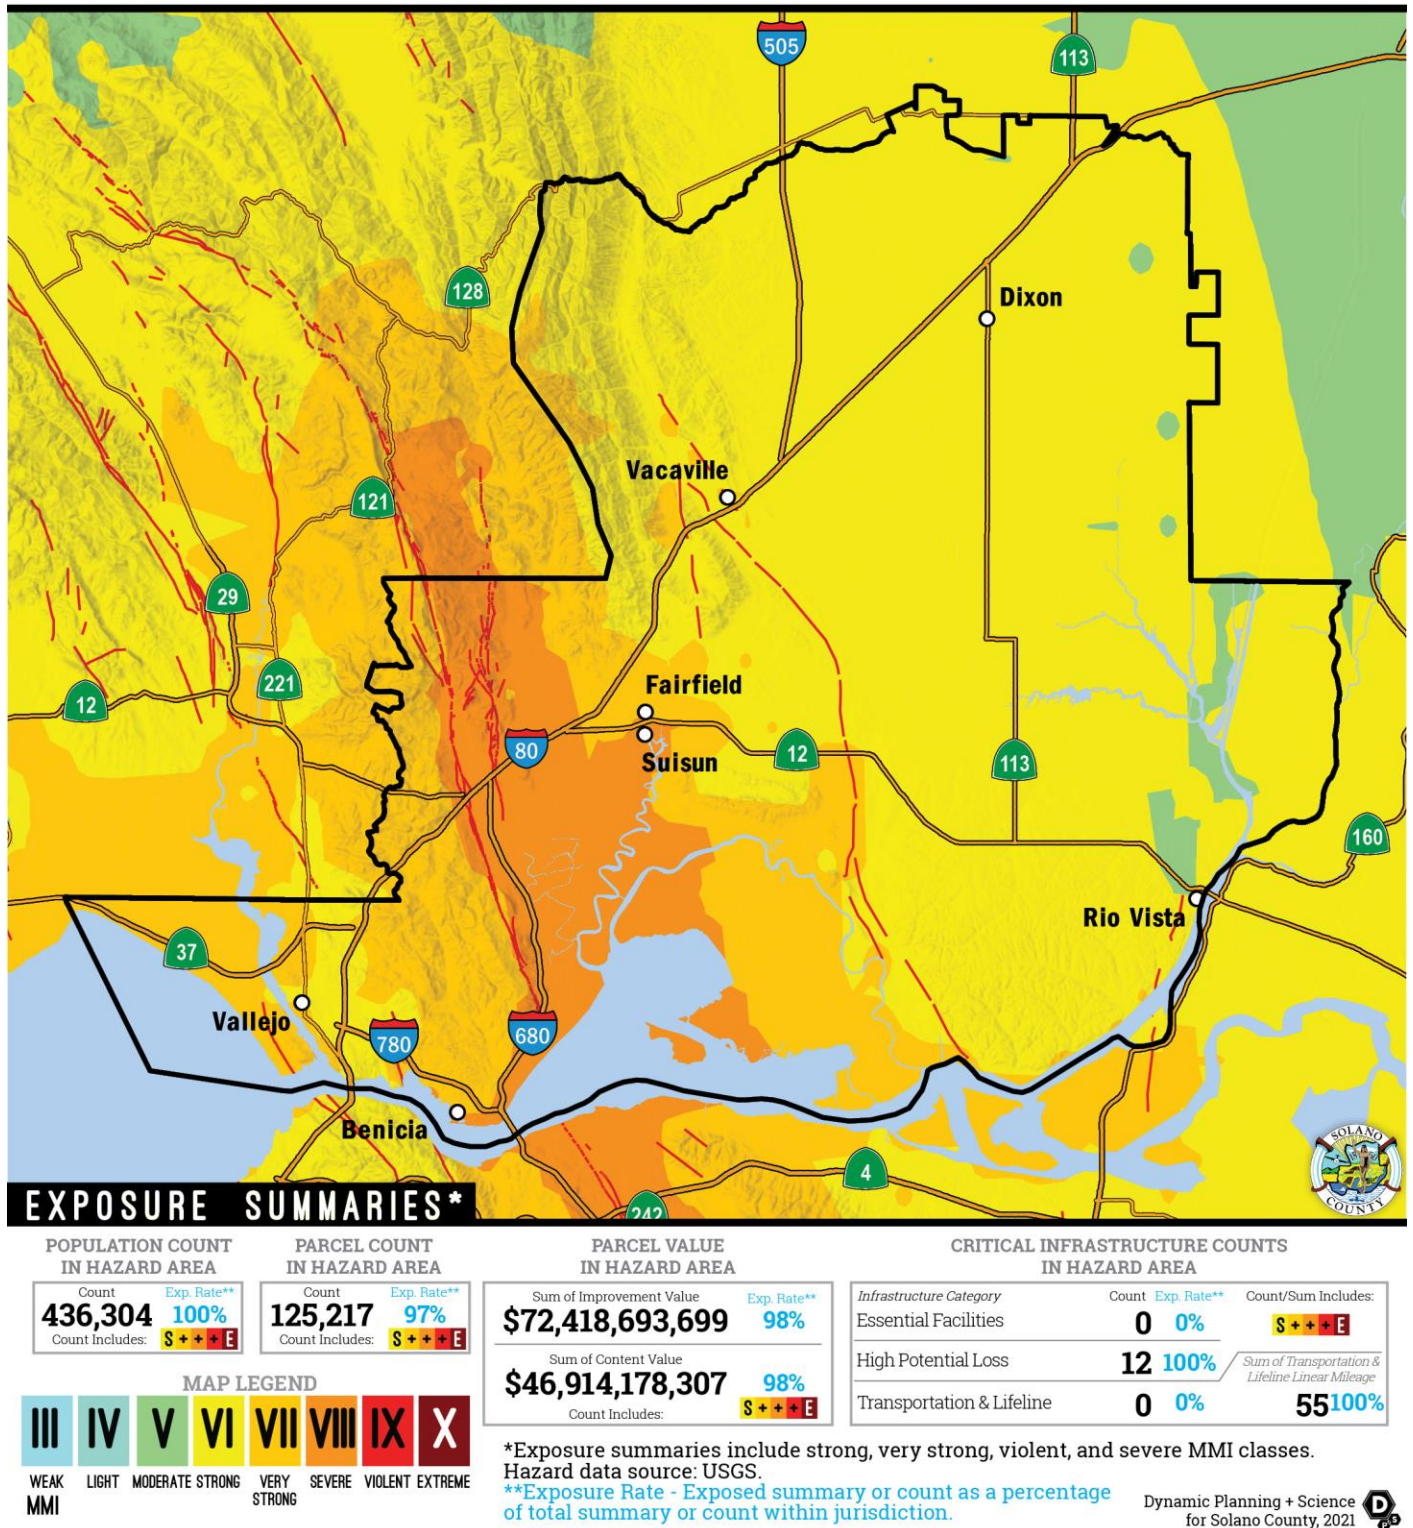 505
113
128
Dixon
Vacaville
121
29
221
12
Fairfield
80
Suisun
12
113
160
Rio Vista
37
Vallejo
780
680
Benicia
4
242
SOLANO
COUNTY
EXPOSURE SUMMARIES*
POPULATION COUNT
IN HAZARD AREA
Count Exp. Rate**
436,304 100%
Count Includes: S + + + E
PARCEL COUNT
IN HAZARD AREA
Count Exp. Rate**
125,217 97%
Count Includes: S + + + E
PARCEL VALUE
IN HAZARD AREA
Sum of Improvement Value Exp. Rate**
$72,418,693,699 98%
Sum of Content Value
$46,914,178,307 98%
Count Includes: S + + + E
CRITICAL INFRASTRUCTURE COUNTS
IN HAZARD AREA
Infrastructure Category Count Exp. Rate** Count/Sum Includes:
Essential Facilities 0 0% S + + + E
High Potential Loss 12 100% Sum of Transportation &
Lifeline Linear Mileage
Transportation & Lifeline 0 0% 55 100%
MAP LEGEND
III IV V VI VII VIII IX X
WEAK LIGHT MODERATE STRONG VERY STRONG SEVERE VIOLENT EXTREME
MMI
*Exposure summaries include strong, very strong, violent, and severe MMI classes.
Hazard data source: USGS.
**Exposure Rate - Exposed summary or count as a percentage
of total summary or count within jurisdiction.
Dynamic Planning + Science
for Solano County, 2021
D
P S